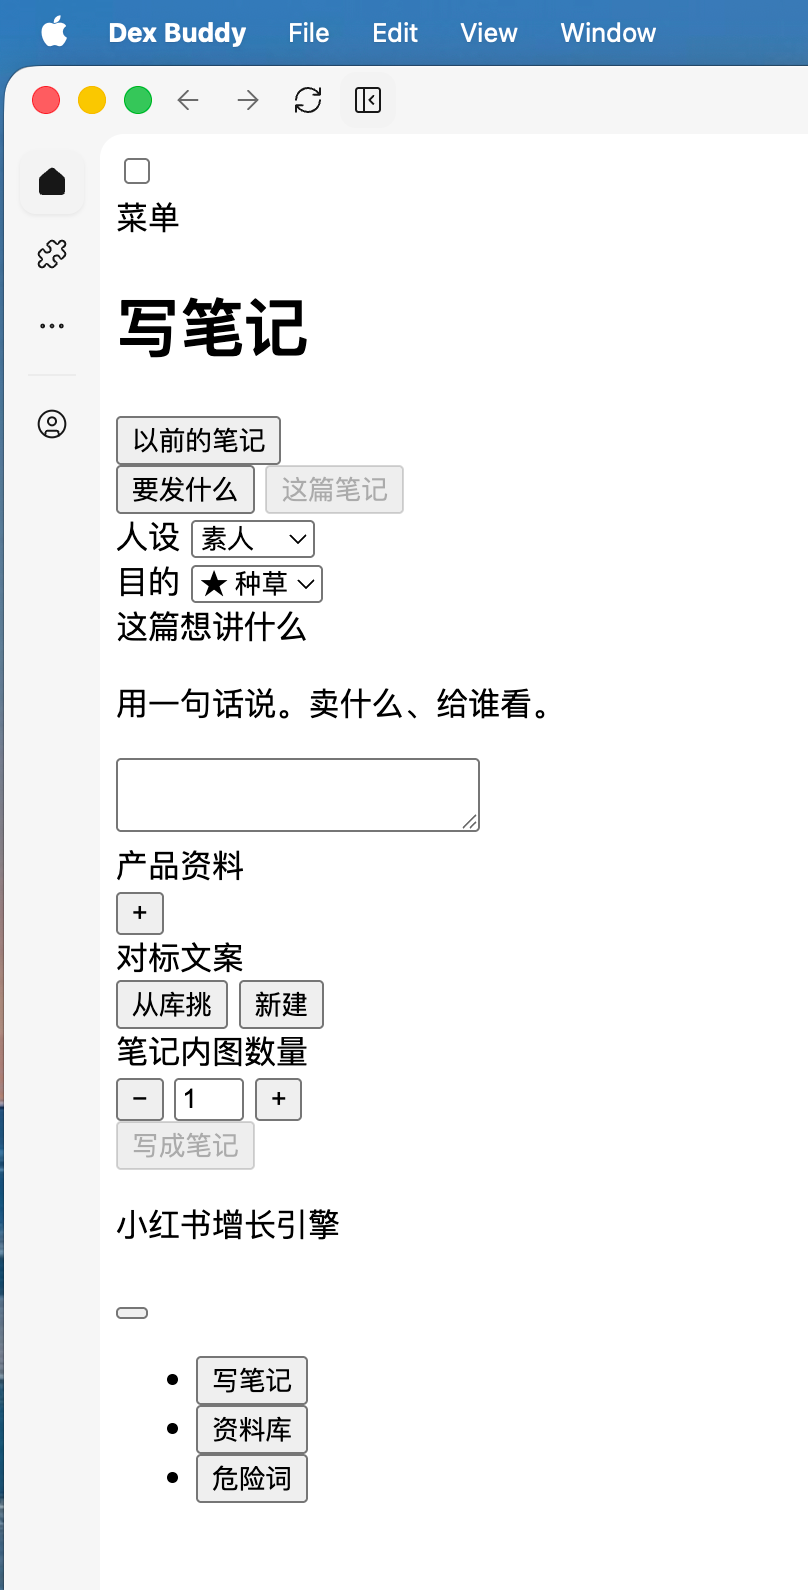 Dex Buddy File Edit View Window
菜单
写笔记
以前的笔记
要发什么 这篇笔记
人设 素人
目的 ★ 种草
这篇想讲什么
用一句话说。卖什么、给谁看。
产品资料
+
对标文案
从库挑 新建
笔记内图数量
− 1 +
写成笔记
小红书增长引擎
写笔记
资料库
危险词